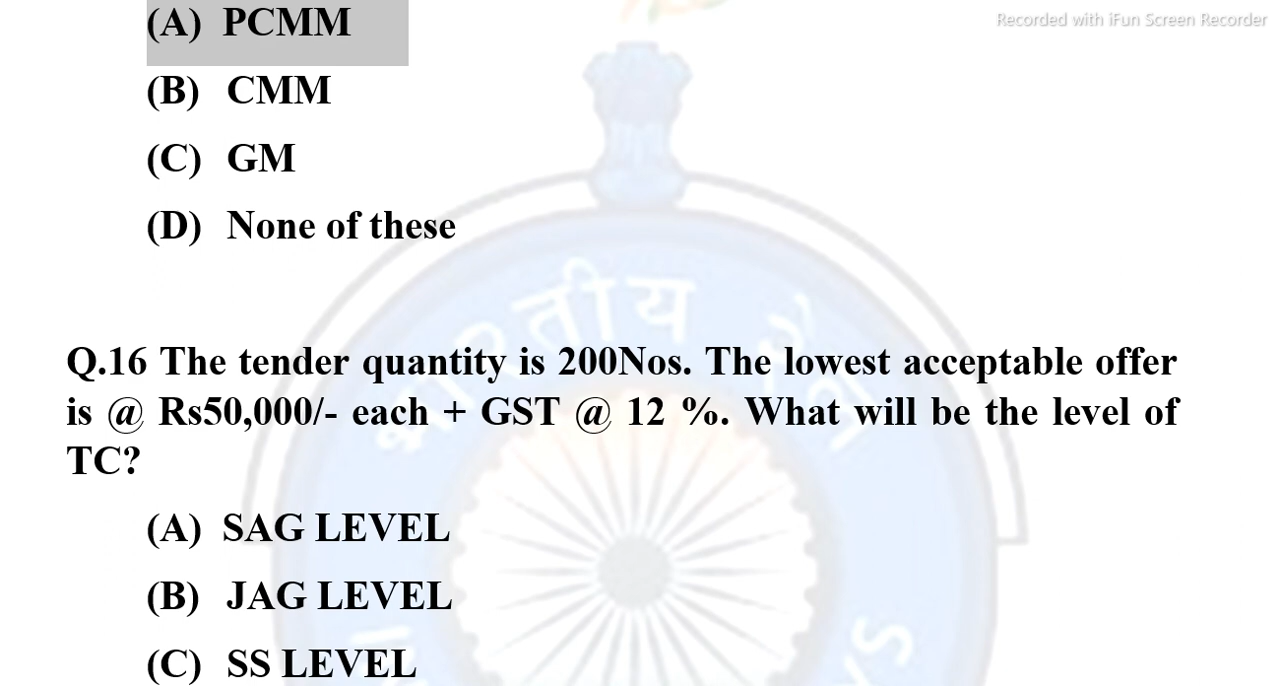 (A) PCMM
Recorded with iFun Screen Recorder
(B) CMM
(C) GM
(D) None of these
भारतीय रेल
Q.16 The tender quantity is 200Nos. The lowest acceptable offer
is @ Rs50,000/- each + GST @ 12 %. What will be the level of
TC?
(A) SAG LEVEL
(B) JAG LEVEL
(C) SS LEVEL